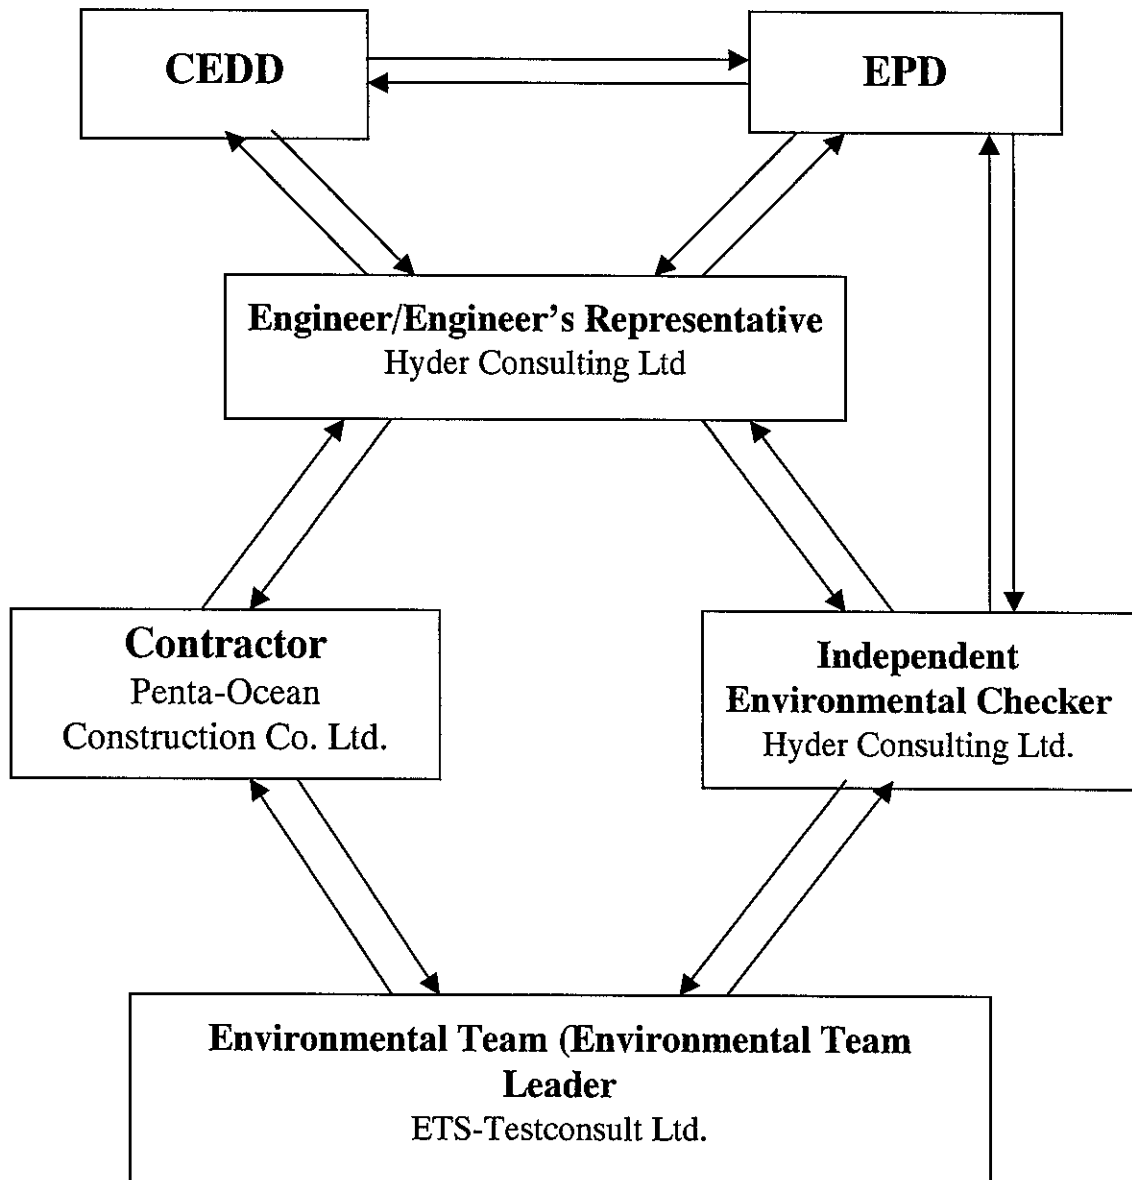 CEDD
EPD
Engineer/Engineer's Representative
Hyder Consulting Ltd
Contractor
Penta-Ocean
Construction Co. Ltd.
Independent
Environmental Checker
Hyder Consulting Ltd.
Environmental Team (Environmental Team
Leader
ETS-Testconsult Ltd.